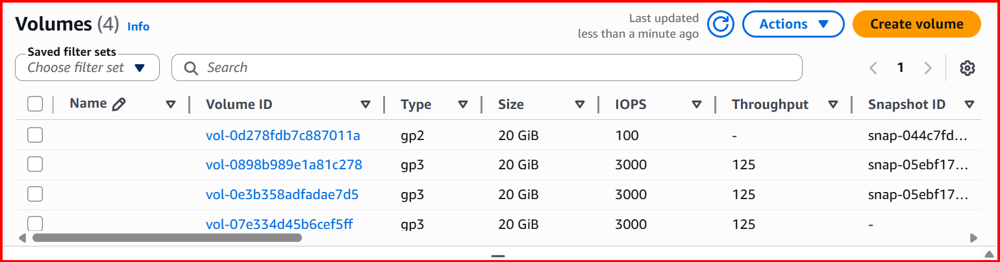 Volumes (4) Info
Last updated
less than a minute ago
Actions
Create volume
Saved filter sets
Choose filter set
Search
1
Name Volume ID Type Size IOPS Throughput Snapshot ID
vol-0d278fdb7c887011a gp2 20 GiB 100 - snap-044c7fd...
vol-0898b989e1a81c278 gp3 20 GiB 3000 125 snap-05ebf17...
vol-0e3b358adfadae7d5 gp3 20 GiB 3000 125 snap-05ebf17...
vol-07e334d45b6cef5ff gp3 20 GiB 3000 125 -